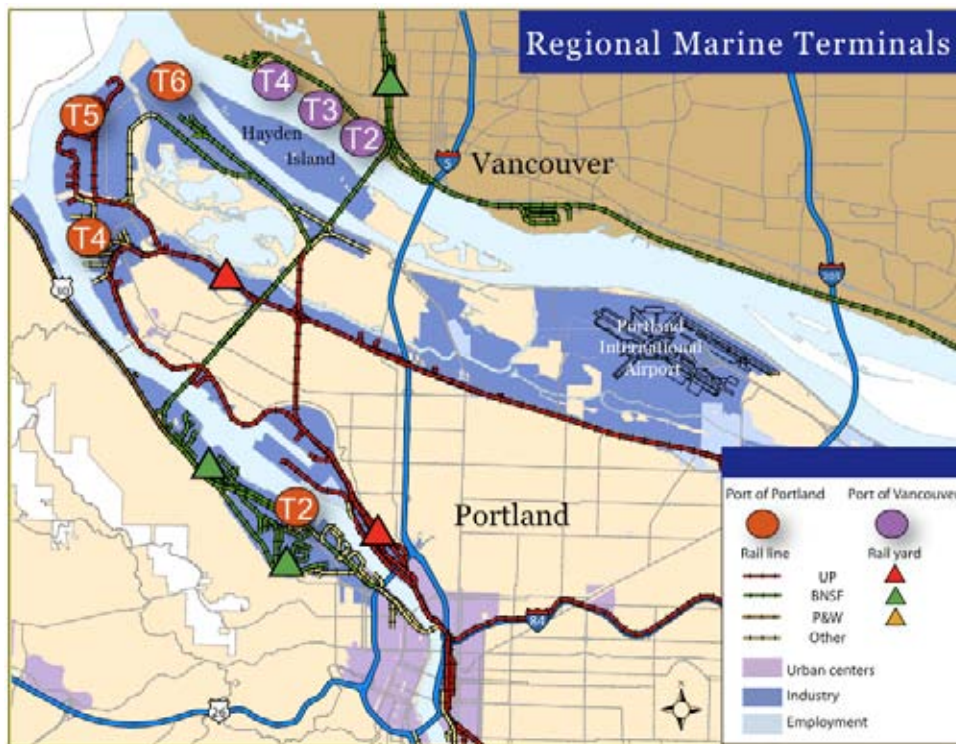 Regional Marine Terminals
T6
T4
T5
T3
T2
Hayden
Island
5
Vancouver
T4
30
205
Portland
International
Airport
T2
Portland
Port of Portland
Port of Vancouver
Rail line
Rail yard
UP
BNSF
P&W
Other
84
Urban centers
Industry
Employment
26